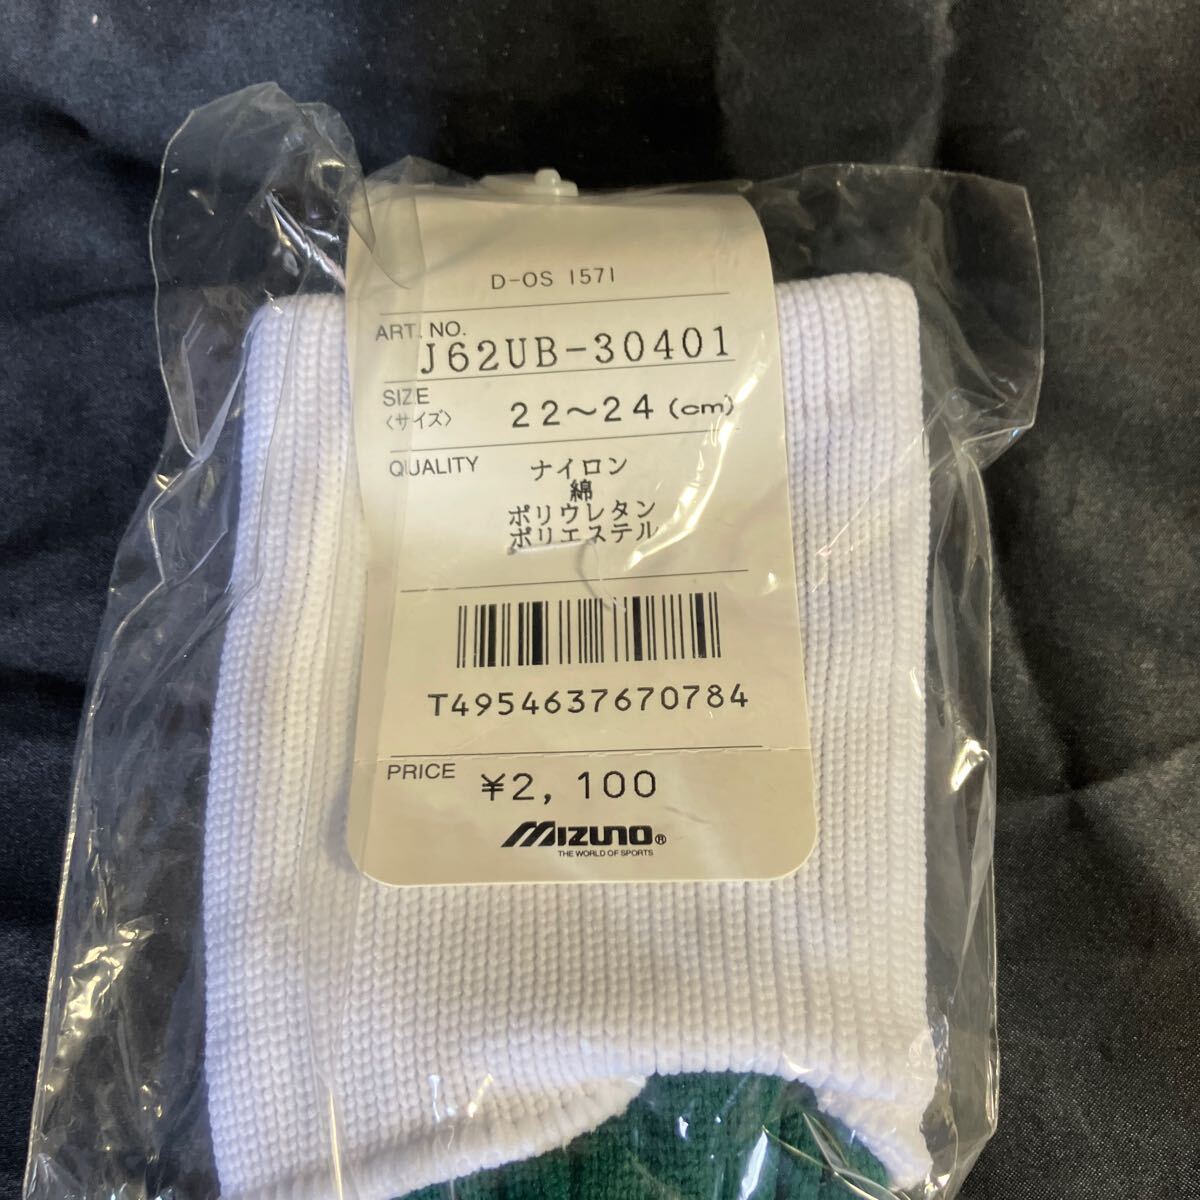 D-OS 1571
ART. NO.
J62UB-30401
SIZE
〈サイズ〉
22～24(cm)
QUALITY
ナイロン
綿
ポリウレタン
ポリエステル
T4954637670784
PRICE
¥2, 100
MIZUNO®
THE WORLD OF SPORTS